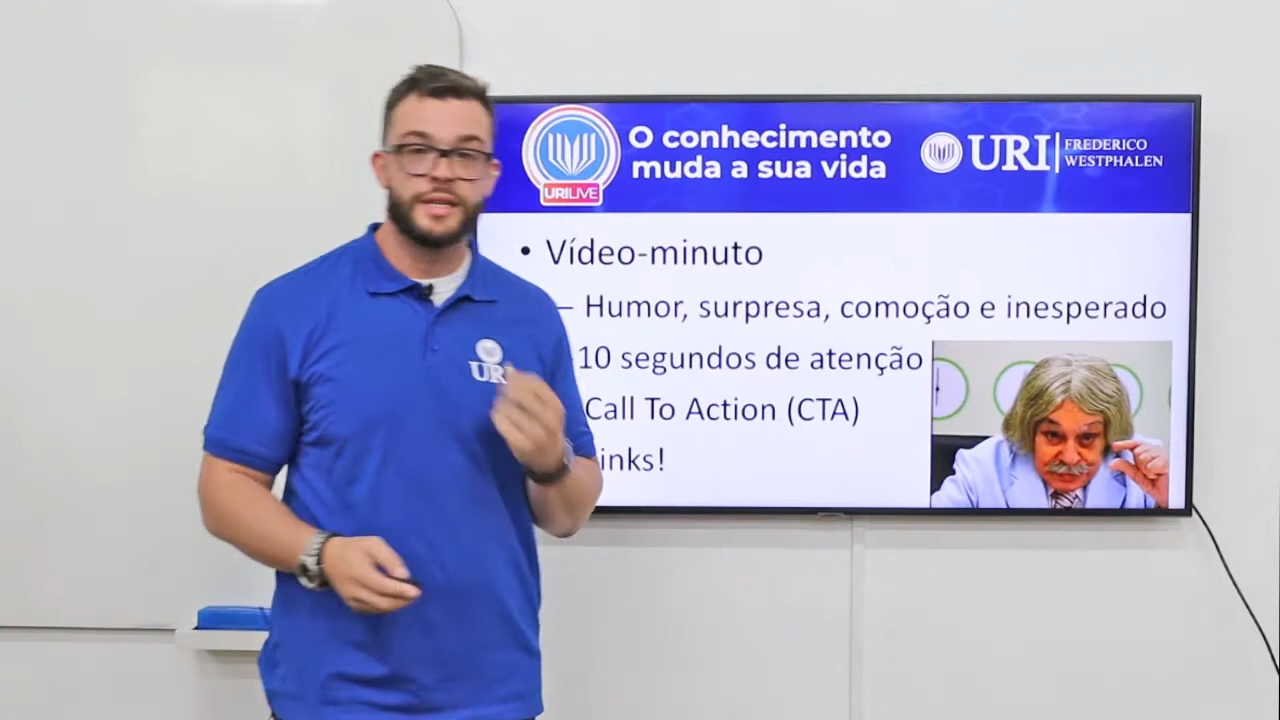 O conhecimento
muda a sua vida
URILIVE
URI
FREDERICO
WESTPHALEN
• Vídeo-minuto
– Humor, surpresa, comoção e inesperado
10 segundos de atenção
Call To Action (CTA)
inks!
URI